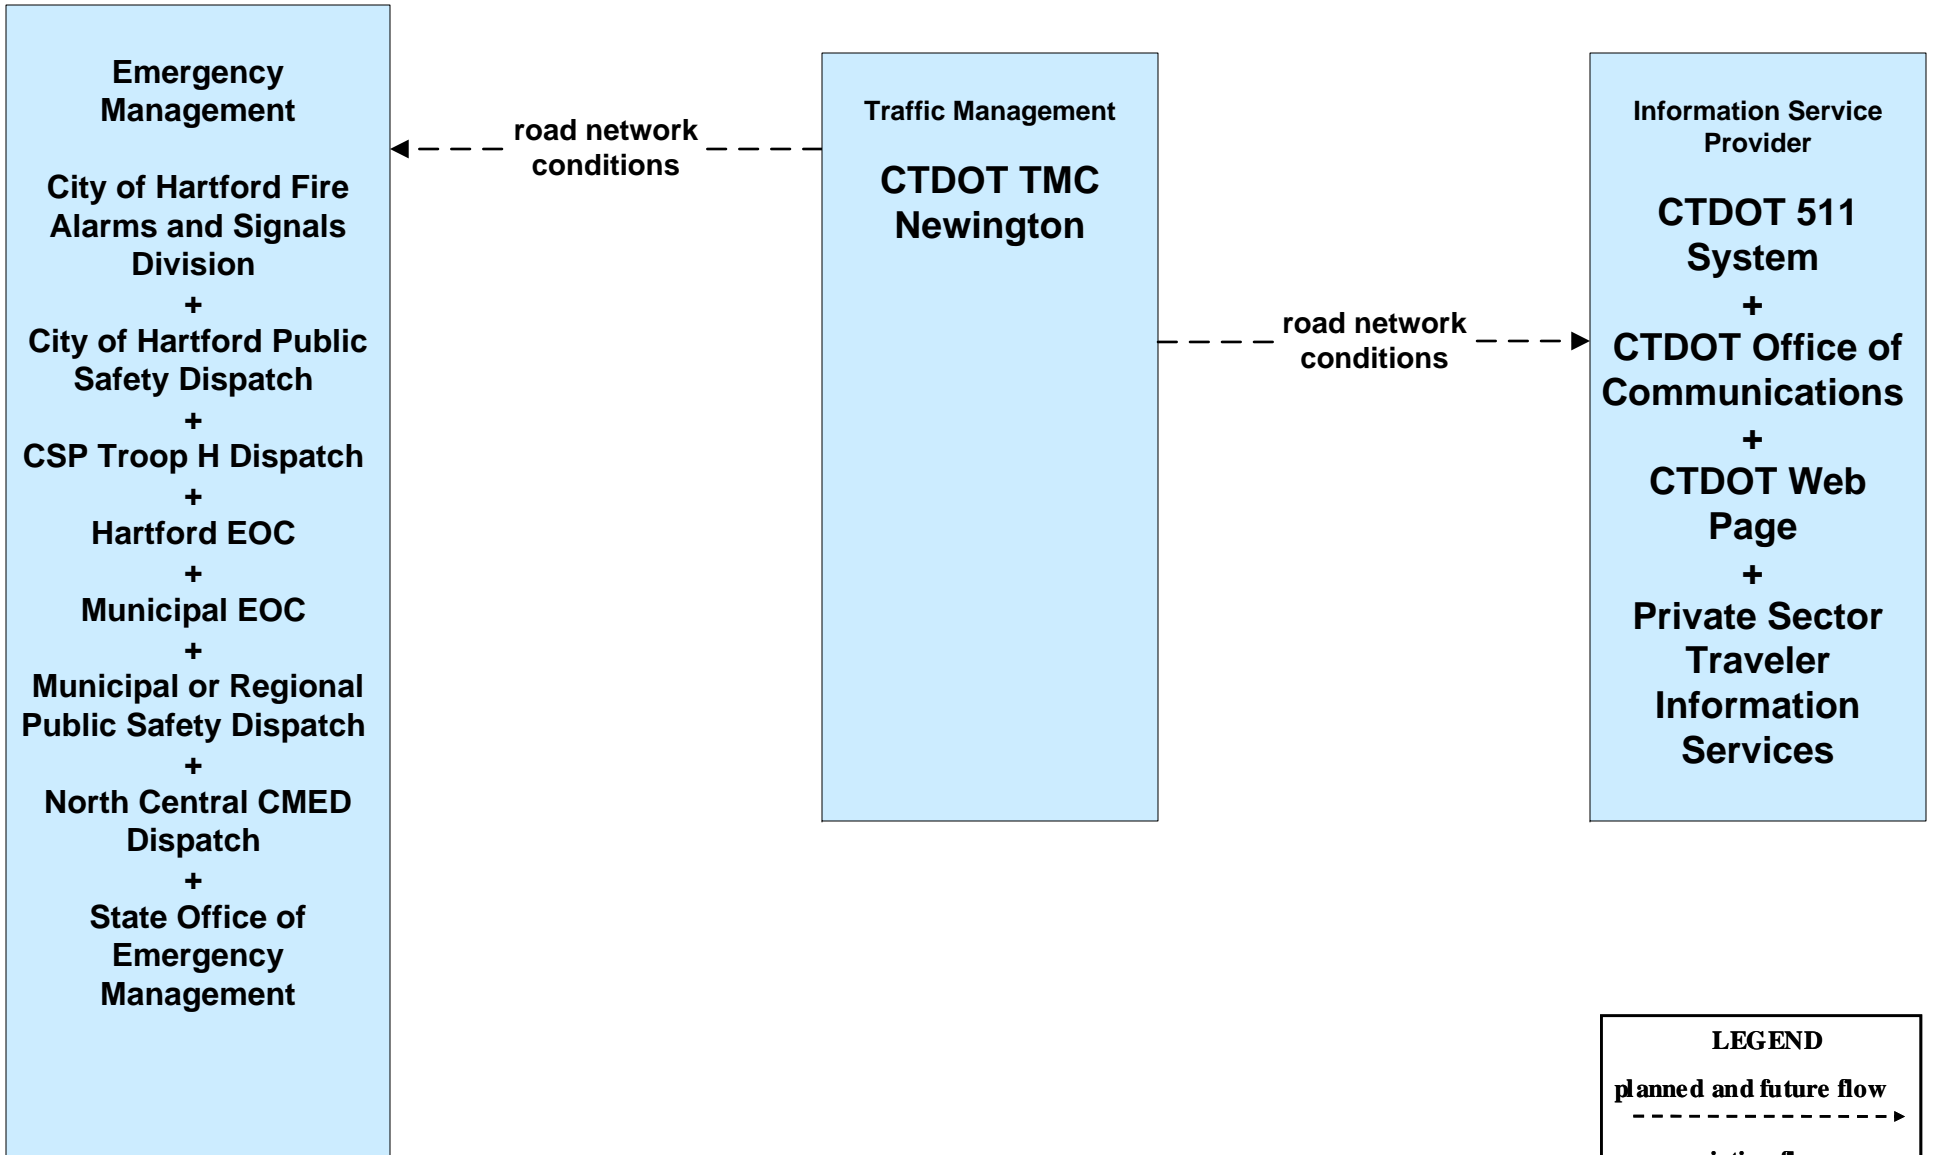 Emergency
Management
City of Hartford Fire
Alarms and Signals
Division
+
City of Hartford Public
Safety Dispatch
+
CSP Troop H Dispatch
+
Hartford EOC
+
Municipal EOC
+
Municipal or Regional
Public Safety Dispatch
+
North Central CMED
Dispatch
+
State Office of
Emergency
Management
road network
conditions
Traffic Management
CTDOT TMC
Newington
road network
conditions
Information Service
Provider
CTDOT 511
System
+
CTDOT Office of
Communications
+
CTDOT Web
Page
+
Private Sector
Traveler
Information
Services
LEGEND
planned and future flow